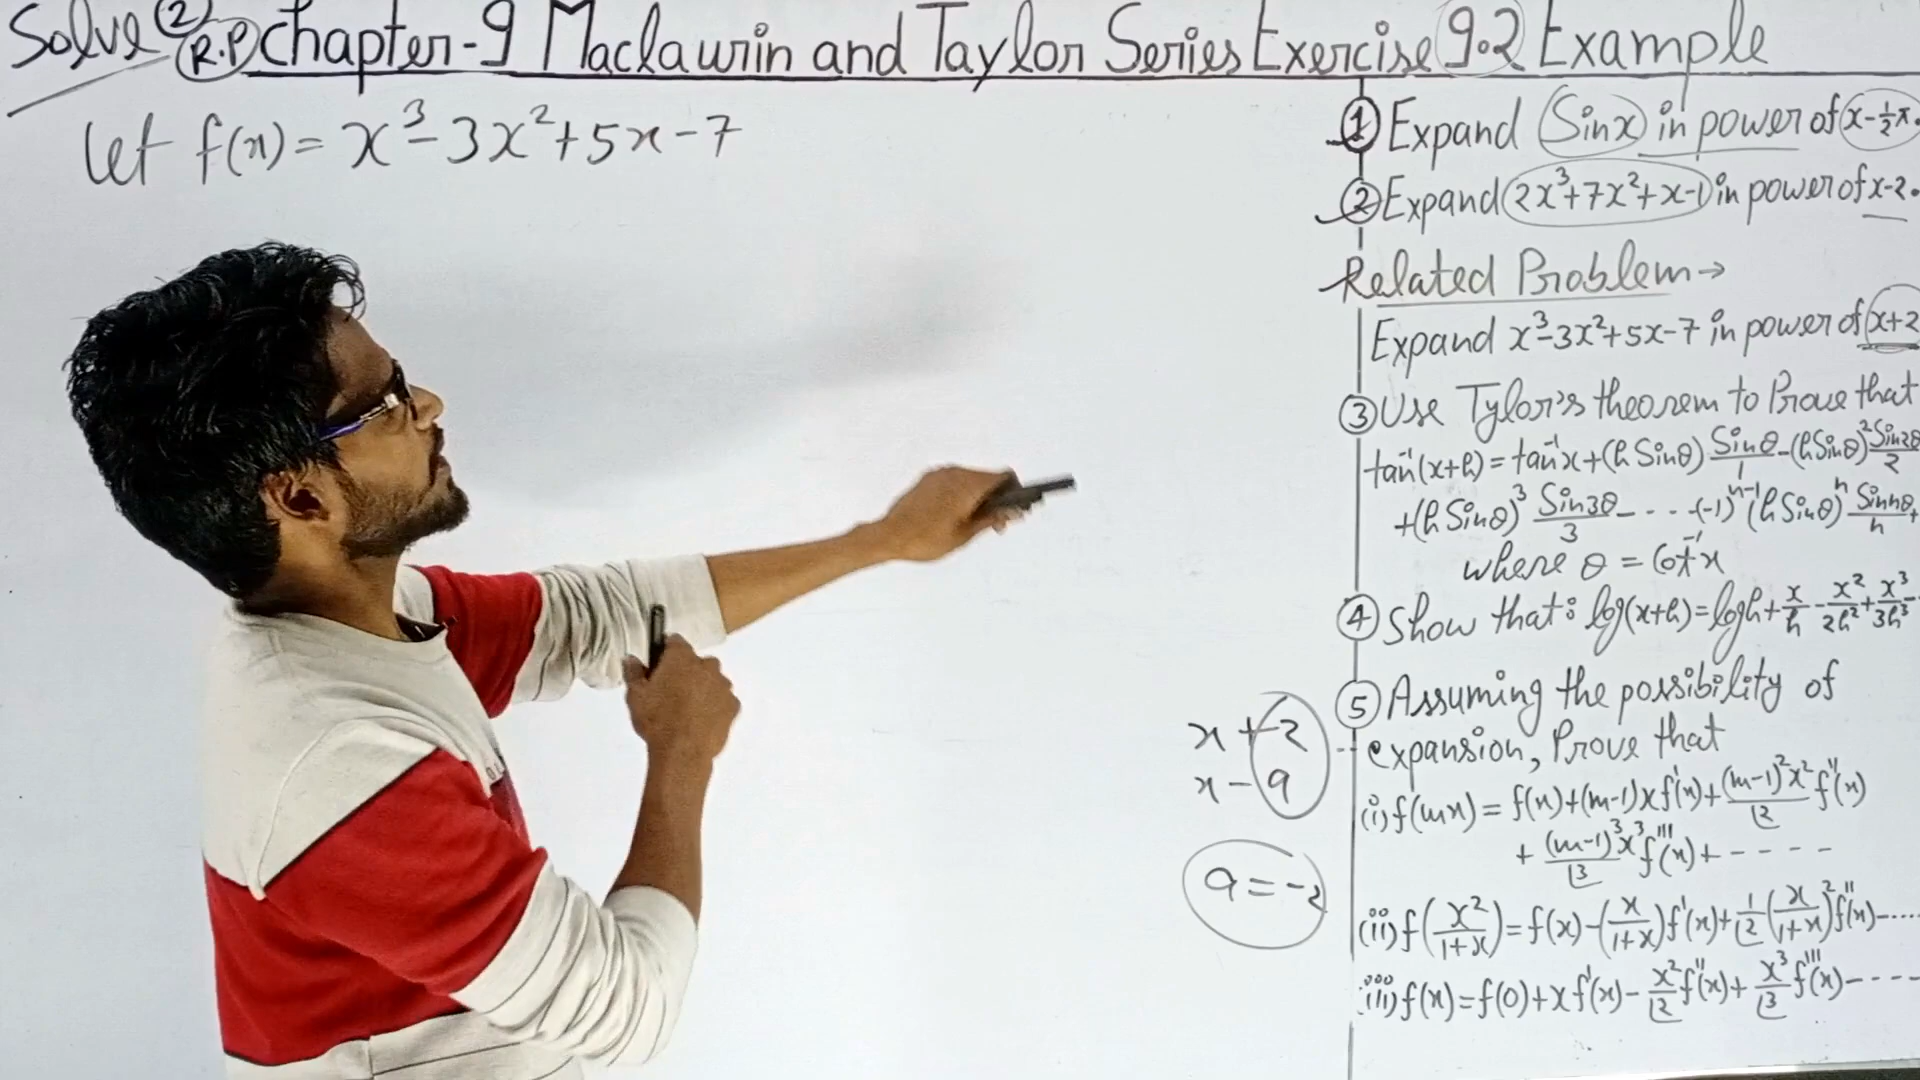 Solve ② R.P Chapter-9 Maclaurin and Taylor Series Exercise 9.2 Example
let f(x) = x³-3x²+5x-7
① Expand Sinx in power of x-½π.
② Expand 2x³+7x²+x-1 in power of x-2.
Related Problem→
Expand x³-3x²+5x-7 in power of x+2
③ Use Tylor's theorem to Prove that
tan⁻¹(x+h) = tan⁻¹x+(h Sinθ) Sinθ/1 -(hSinθ)² Sin2θ/2
+(h Sinθ)³ Sin3θ/3 - - - - (-1)ⁿ⁻¹(h Sinθ)ⁿ Sinnθ/n +
where θ = Cot⁻¹x
④ Show that: log(x+h)=logh+x/h - x²/2h² + x³/3h³ - -
⑤ Assuming the possibility of
expansion, Prove that
(i) f(mx) = f(x)+(m-1)xf'(x)+ (m-1)²x²/|2 f''(x)
+ (m-1)³x³/|3 f'''(x)+ - - - -
(ii) f(x²/1+x) = f(x)-(x/1+x)f'(x)+ 1/|2 (x/1+x)² f''(x)- - - -
(iii) f(x) = f(0)+xf'(x)- x²/|2 f''(x)+ x³/|3 f'''(x)- - - -
x+2
x-a
a=-2